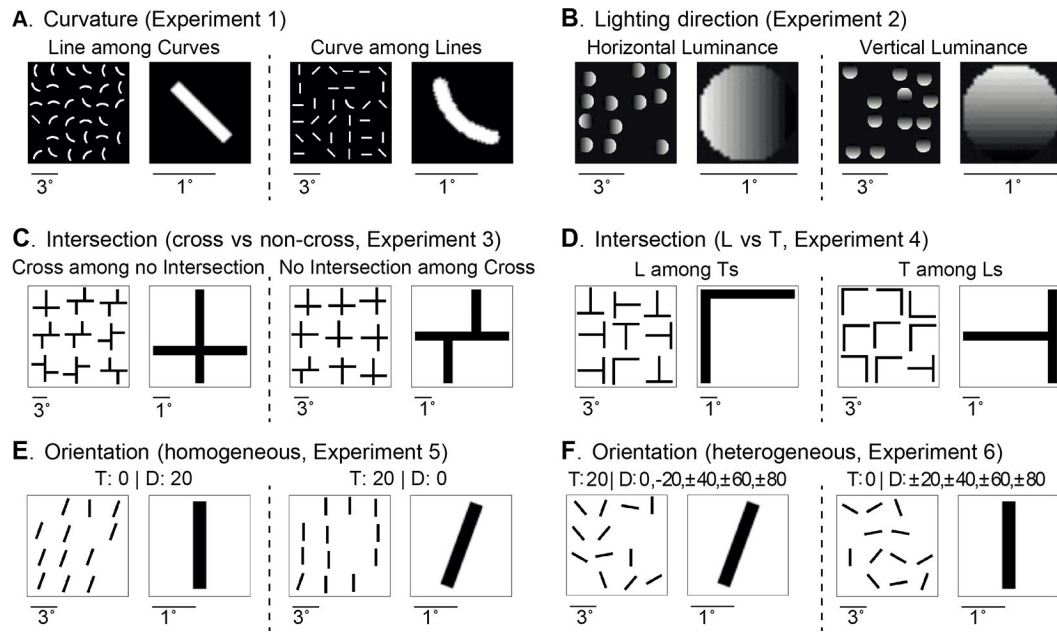 A. Curvature (Experiment 1)
Line among Curves
Curve among Lines
3°
1°
3°
1°
B. Lighting direction (Experiment 2)
Horizontal Luminance
Vertical Luminance
3°
1°
3°
1°
C. Intersection (cross vs non-cross, Experiment 3)
Cross among no Intersection
No Intersection among Cross
3°
1°
3°
1°
D. Intersection (L vs T, Experiment 4)
L among Ts
T among Ls
3°
1°
3°
1°
E. Orientation (homogeneous, Experiment 5)
T: 0 | D: 20
T: 20 | D: 0
3°
1°
3°
1°
F. Orientation (heterogeneous, Experiment 6)
T: 20 | D: 0,-20,±40,±60,±80
T: 0 | D: ±20,±40,±60,±80
3°
1°
3°
1°